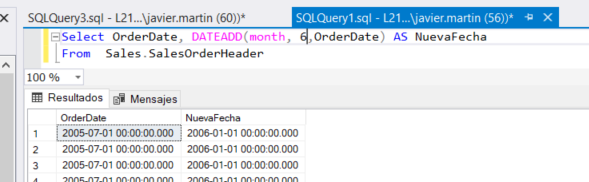 SQLQuery3.sql - L21...\javier.martin (60))*
SQLQuery1.sql - L21...\javier.martin (56))*
Select OrderDate, DATEADD(month, 6,OrderDate) AS NuevaFecha
From Sales.SalesOrderHeader
100 %
Resultados Mensajes
OrderDate NuevaFecha
1 2005-07-01 00:00:00.000 2006-01-01 00:00:00.000
2 2005-07-01 00:00:00.000 2006-01-01 00:00:00.000
3 2005-07-01 00:00:00.000 2006-01-01 00:00:00.000
4 2005-07-01 00:00:00.000 2006-01-01 00:00:00.000